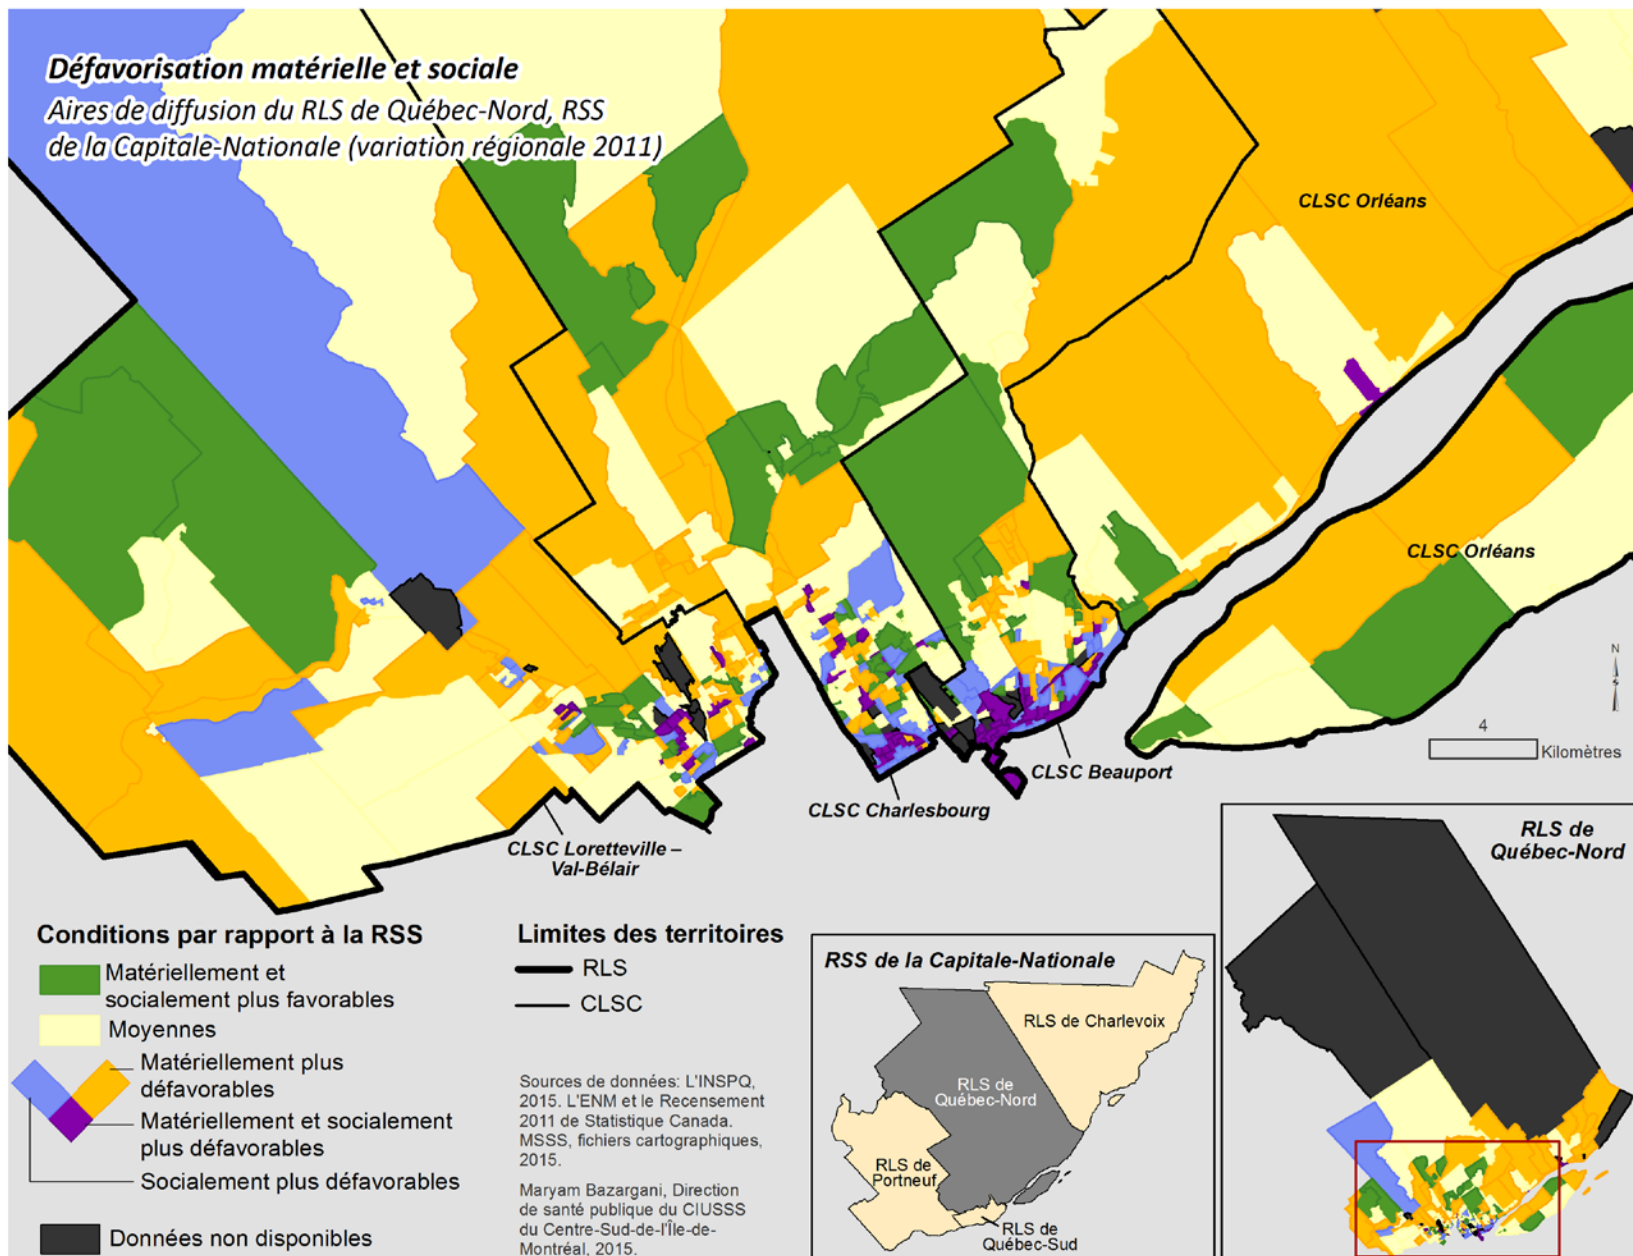 Défavorisation matérielle et sociale
Aires de diffusion du RLS de Québec-Nord, RSS
de la Capitale-Nationale (variation régionale 2011)
CLSC Orléans
CLSC Orléans
N
4
Kilomètres
CLSC Beauport
CLSC Charlesbourg
CLSC Loretteville –
Val-Bélair
Conditions par rapport à la RSS
Matériellement et
socialement plus favorables
Moyennes
Matériellement plus
défavorables
Matériellement et socialement
plus défavorables
Socialement plus défavorables
Données non disponibles
Limites des territoires
RLS
CLSC
Sources de données: L'INSPQ,
2015. L'ENM et le Recensement
2011 de Statistique Canada.
MSSS, fichiers cartographiques,
2015.
Maryam Bazargani, Direction
de santé publique du CIUSSS
du Centre-Sud-de-l'Île-de-
Montréal, 2015.
RSS de la Capitale-Nationale
RLS de Charlevoix
RLS de
Québec-Nord
RLS de
Portneuf
RLS de
Québec-Sud
RLS de
Québec-Nord